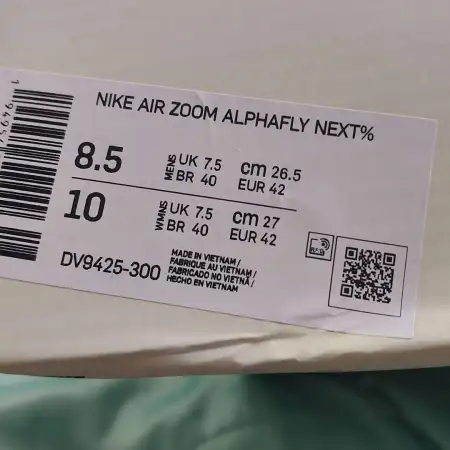 NIKE AIR ZOOM ALPHAFLY NEXT%
8.5 MENS UK 7.5 cm 26.5
BR 40 EUR 42
10 WMNS UK 7.5 cm 27
BR 40 EUR 42
DV9425-300
MADE IN VIETNAM /
FABRIQUE AU VIETNAM /
FABRICADO NO VIETNÃ /
HECHO EN VIETNAM